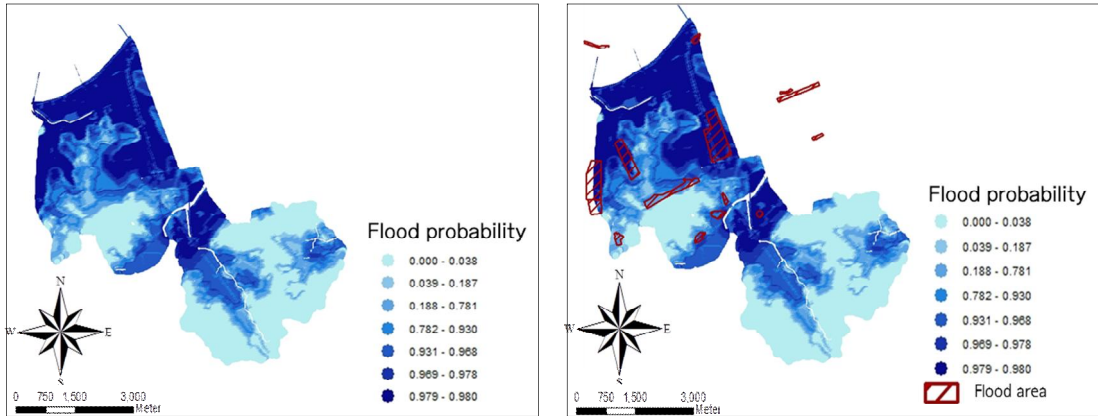 Flood probability
0.000 - 0.038
0.039 - 0.187
0.188 - 0.781
0.782 - 0.930
0.931 - 0.968
0.969 - 0.978
0.979 - 0.980
N
W
E
S
0 750 1,500 3,000
Meter
Flood probability
0.000 - 0.038
0.039 - 0.187
0.188 - 0.781
0.782 - 0.930
0.931 - 0.968
0.969 - 0.978
0.979 - 0.980
Flood area
N
W
E
S
0 750 1,500 3,000
Meter